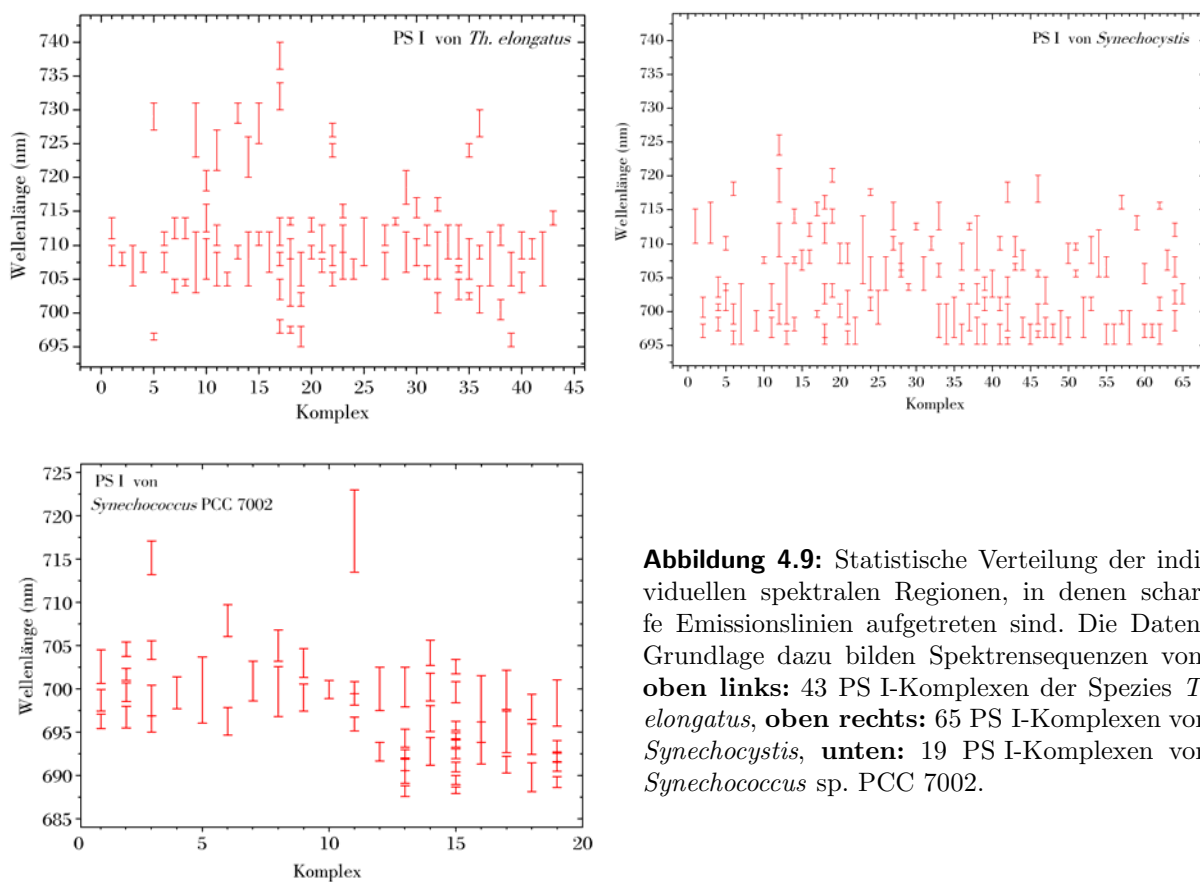 PS I von Th. elongatus
740
735
730
725
720
715
710
705
700
695
Wellenlänge (nm)
0 5 10 15 20 25 30 35 40 45
Komplex
PS I von Synechocystis
740
735
730
725
720
715
710
705
700
695
Wellenlänge (nm)
0 5 10 15 20 25 30 35 40 45 50 55 60 65
Komplex
PS I von
Synechococcus PCC 7002
725
720
715
710
705
700
695
690
685
Wellenlänge (nm)
0 5 10 15 20
Komplex
Abbildung 4.9: Statistische Verteilung der indi
viduellen spektralen Regionen, in denen schar
fe Emissionslinien aufgetreten sind. Die Daten
Grundlage dazu bilden Spektrensequenzen von
oben links: 43 PS I-Komplexen der Spezies T
elongatus, oben rechts: 65 PS I-Komplexen vor
Synechocystis, unten: 19 PS I-Komplexen vor
Synechococcus sp. PCC 7002.